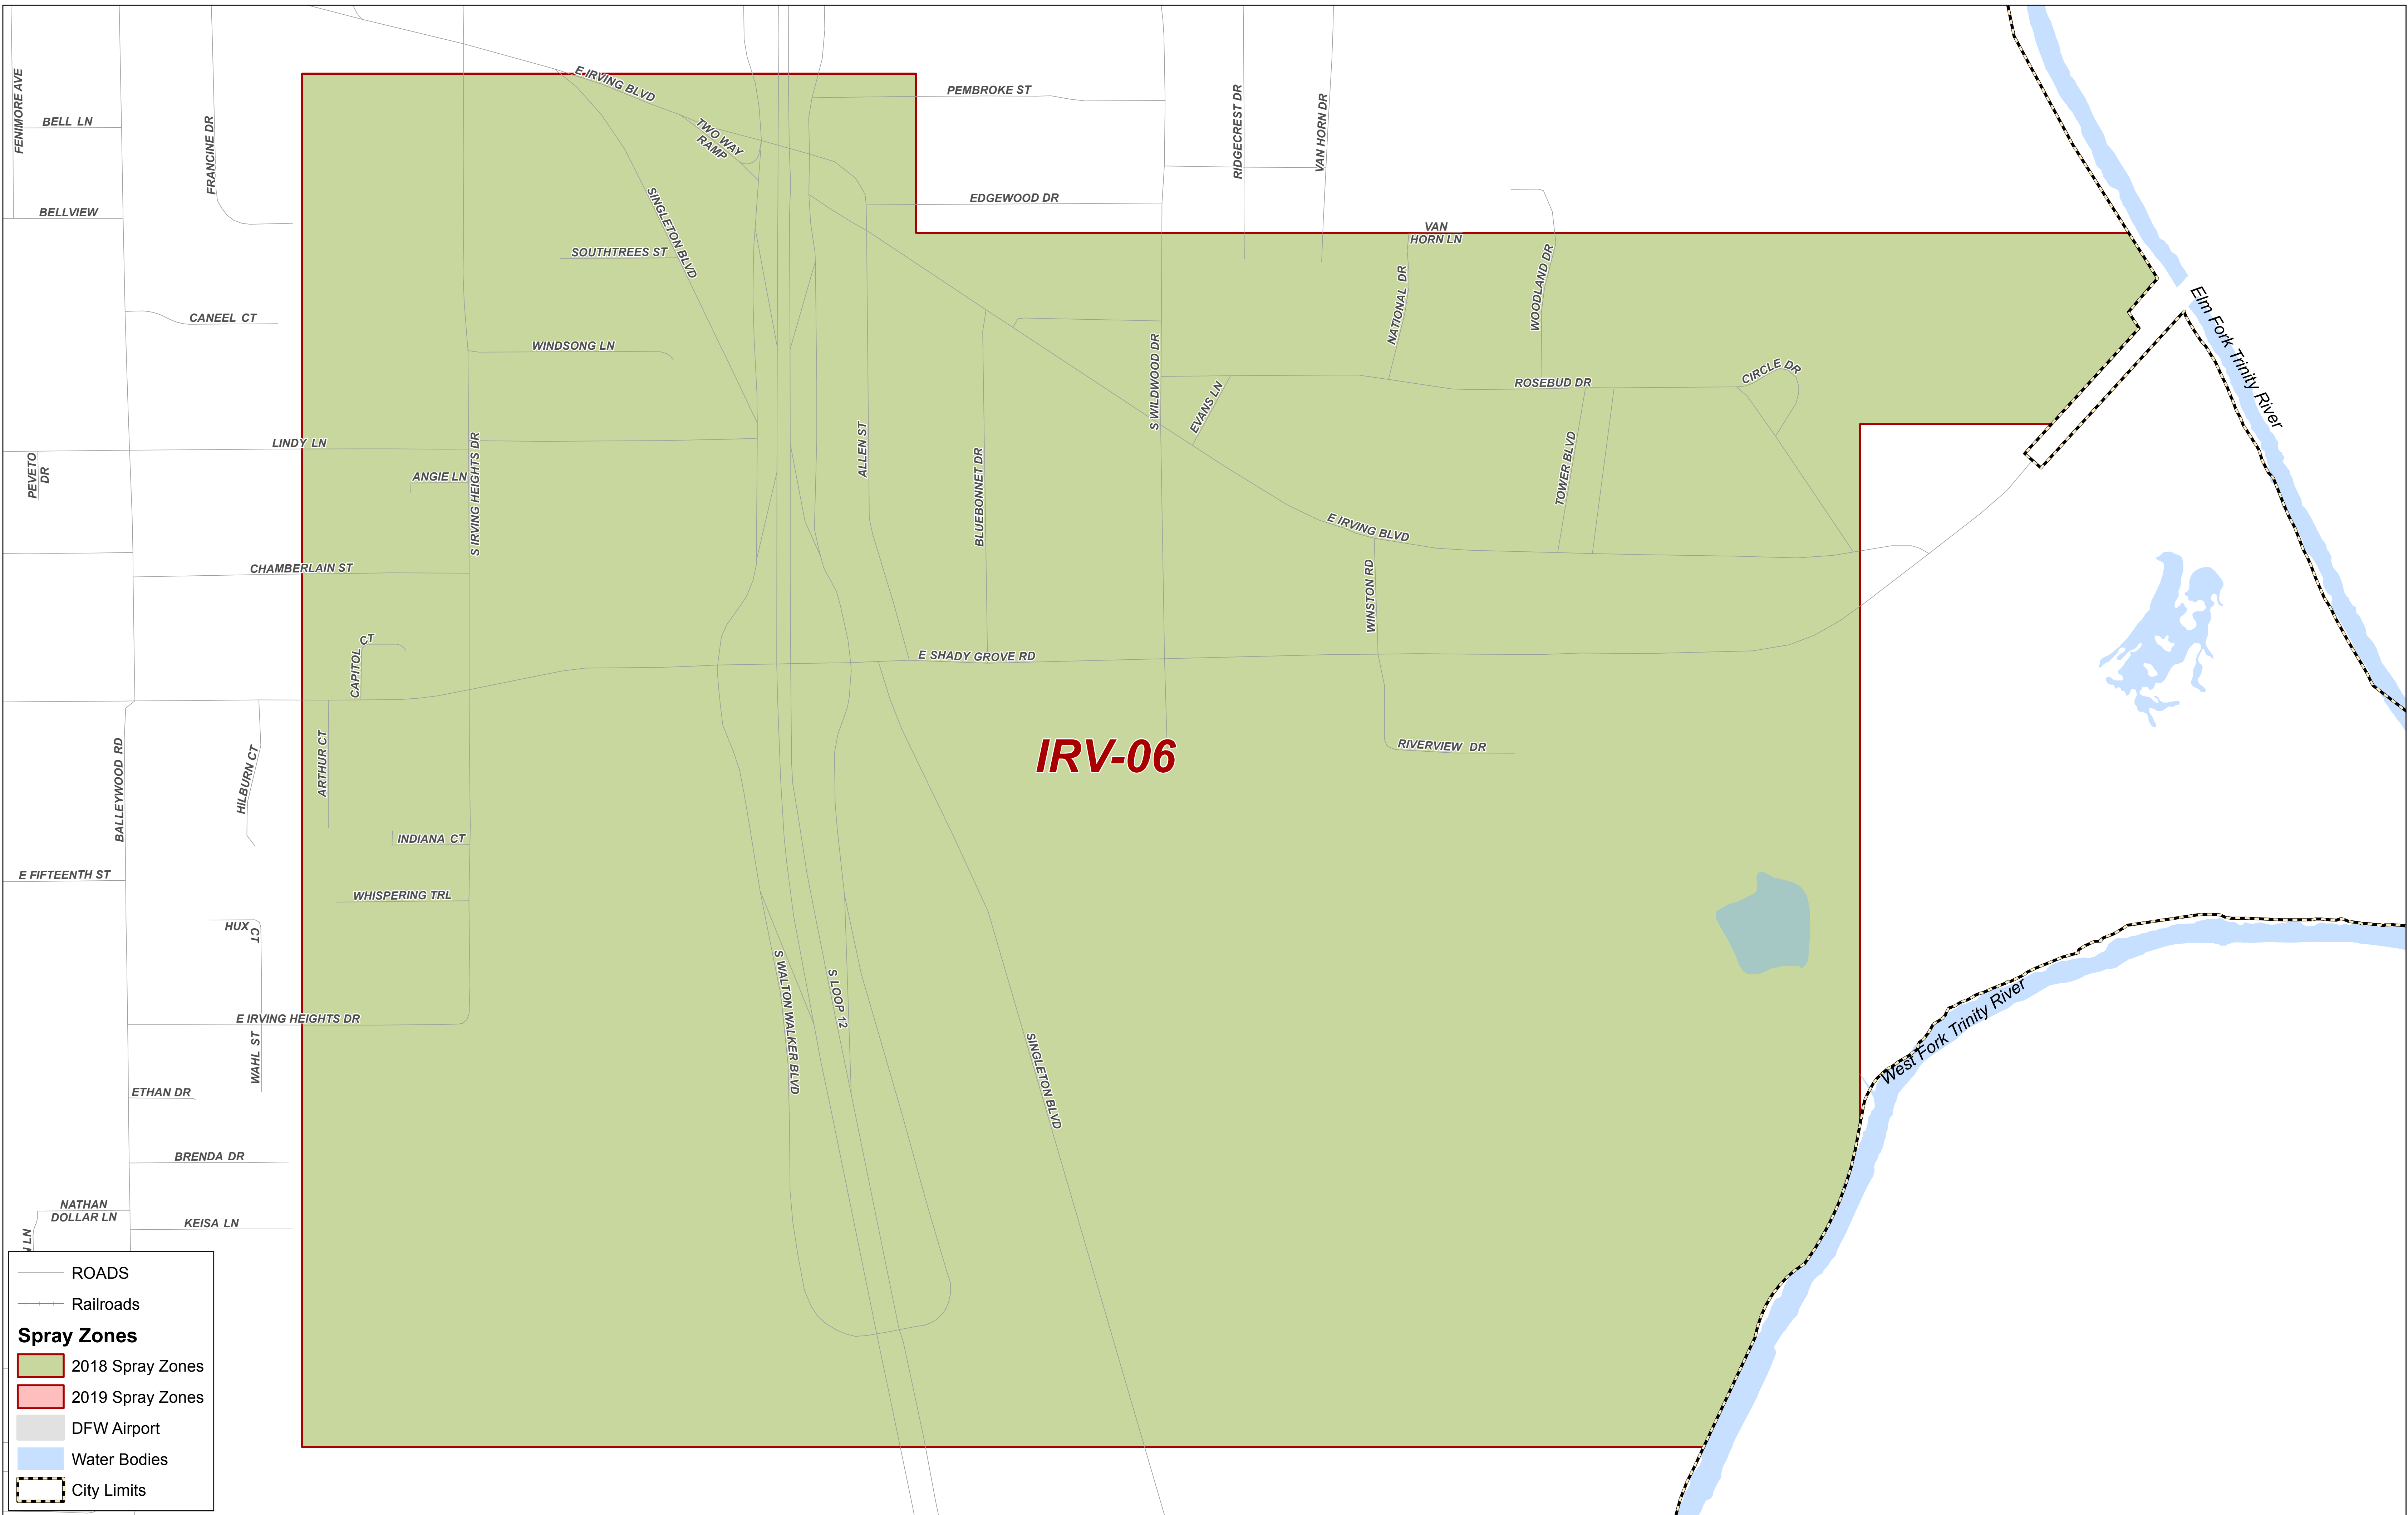 E IRVING BLVD
FENIMORE AVE
PEMBROKE ST
RIDGECREST DR
VAN HORN DR
BELL LN
FRANCINE DR
TWO WAY
RAMP
BELLVIEW
SINGLETON BLVD
EDGEWOOD DR
VAN
HORN LN
SOUTHTREES ST
WOODLAND DR
NATIONAL DR
Elm Fork Trinity River
CANEEL CT
WINDSONG LN
S WILDWOOD DR
ROSEBUD DR
CIRCLE DR
EVANS LN
LINDY LN
ALLEN ST
PEVETO
DR
ANGIE LN
S IRVING HEIGHTS DR
BLUEBONNET DR
TOWER BLVD
E IRVING BLVD
CHAMBERLAIN ST
WINSTON RD
CAPITOL CT
E SHADY GROVE RD
BALLEYWOOD RD
HILBURN CT
ARTHUR CT
IRV-06
RIVERVIEW DR
INDIANA CT
E FIFTEENTH ST
WHISPERING TRL
HUX CT
S WALTON WALKER BLVD
S LOOP 12
E IRVING HEIGHTS DR
WAHL ST
SINGLETON BLVD
West Fork Trinity River
ETHAN DR
BRENDA DR
NATHAN
DOLLAR LN
KEISA LN
LN
ROADS
Railroads
Spray Zones
2018 Spray Zones
2019 Spray Zones
DFW Airport
Water Bodies
City Limits